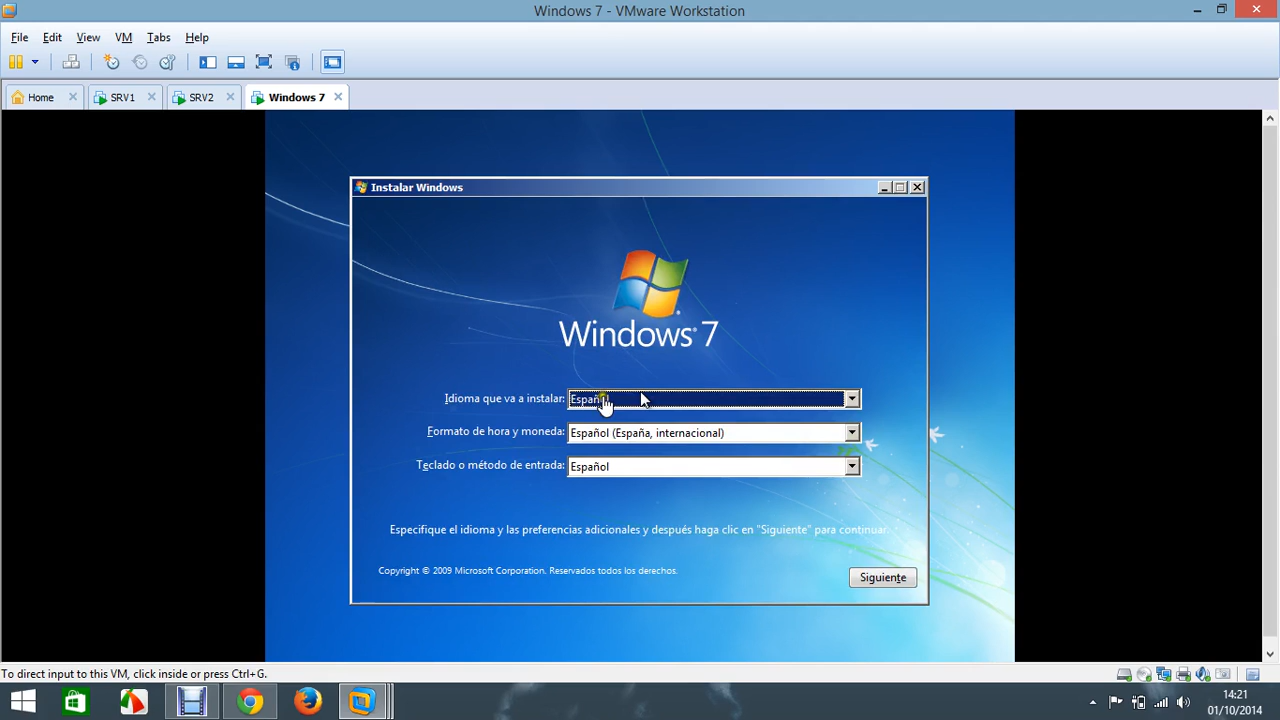 Windows 7 - VMware Workstation
File Edit View VM Tabs Help
Home SRV1 SRV2 Windows 7
Instalar Windows
Windows 7
Idioma que va a instalar: Español
Formato de hora y moneda: Español (España, internacional)
Teclado o método de entrada: Español
Especifique el idioma y las preferencias adicionales y después haga clic en "Siguiente" para continuar.
Copyright © 2009 Microsoft Corporation. Reservados todos los derechos.
Siguiente
To direct input to this VM, click inside or press Ctrl+G.
14:21
01/10/2014